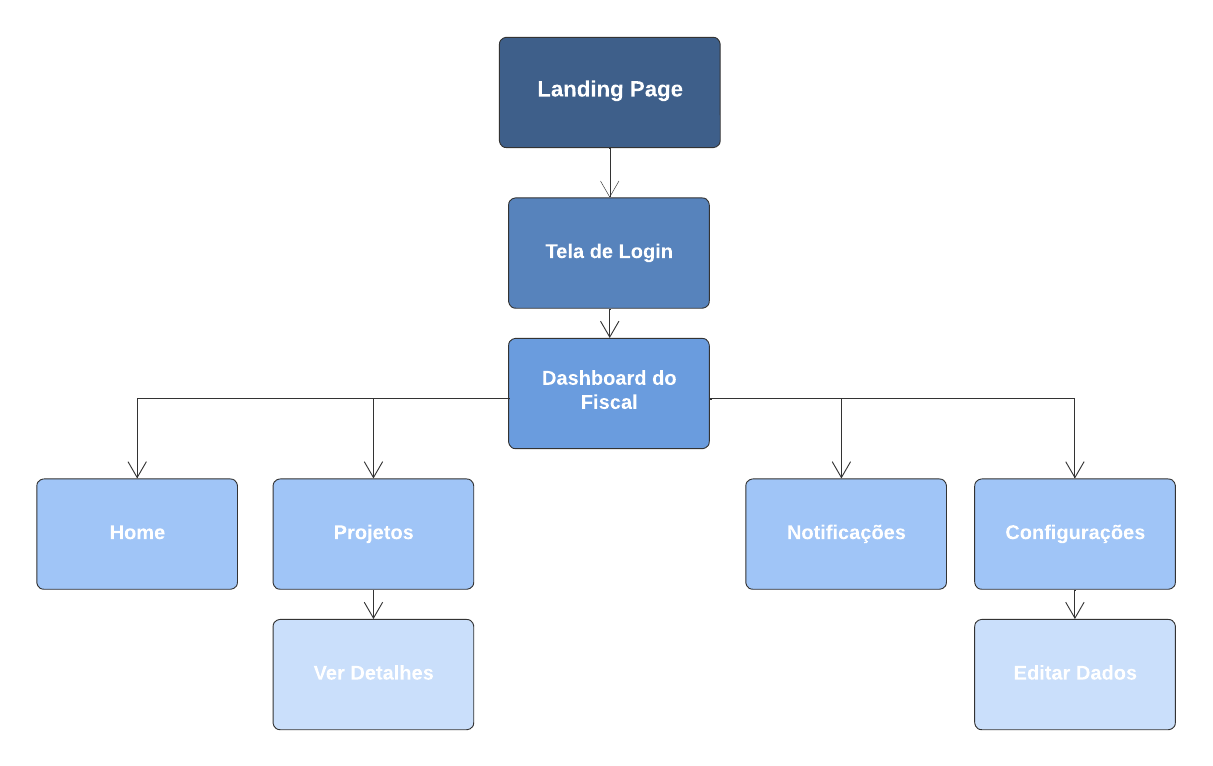 Landing Page
Tela de Login
Dashboard do
Fiscal
Home
Projetos
Notificações
Configurações
Ver Detalhes
Editar Dados